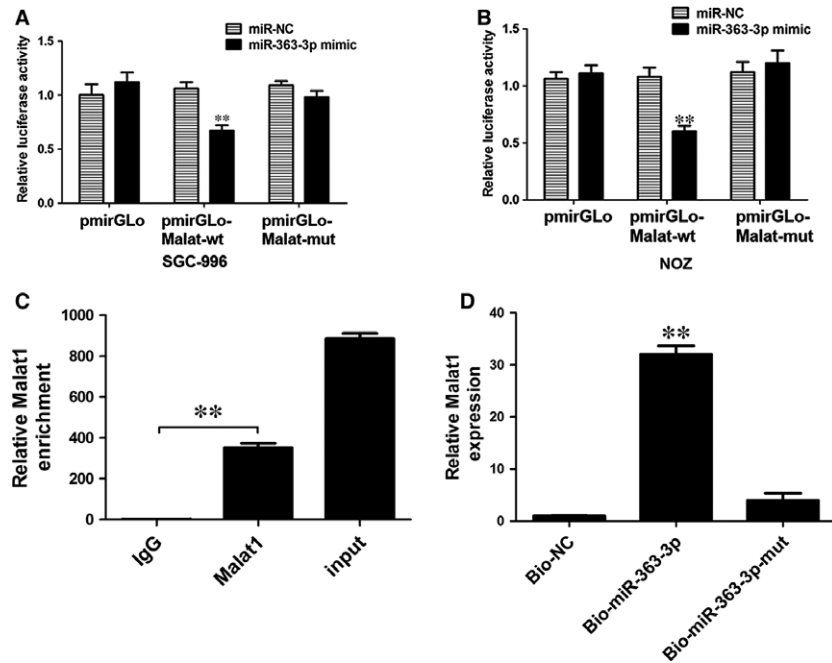 A
miR-NC
miR-363-3p mimic
Relative luciferase activity
1.5
1.0
0.5
0.0
**
pmirGLo
pmirGLo-
Malat-wt
pmirGLo-
Malat-mut
SGC-996
B
miR-NC
miR-363-3p mimic
Relative luciferase activity
1.5
1.0
0.5
0.0
**
pmirGLo
pmirGLo-
Malat-wt
pmirGLo-
Malat-mut
NOZ
C
Relative Malat1
enrichment
1000
800
600
400
200
0
**
IgG
Malat1
input
D
Relative Malat1
expression
40
30
20
10
0
**
Bio-NC
Bio-miR-363-3p
Bio-miR-363-3p-mut